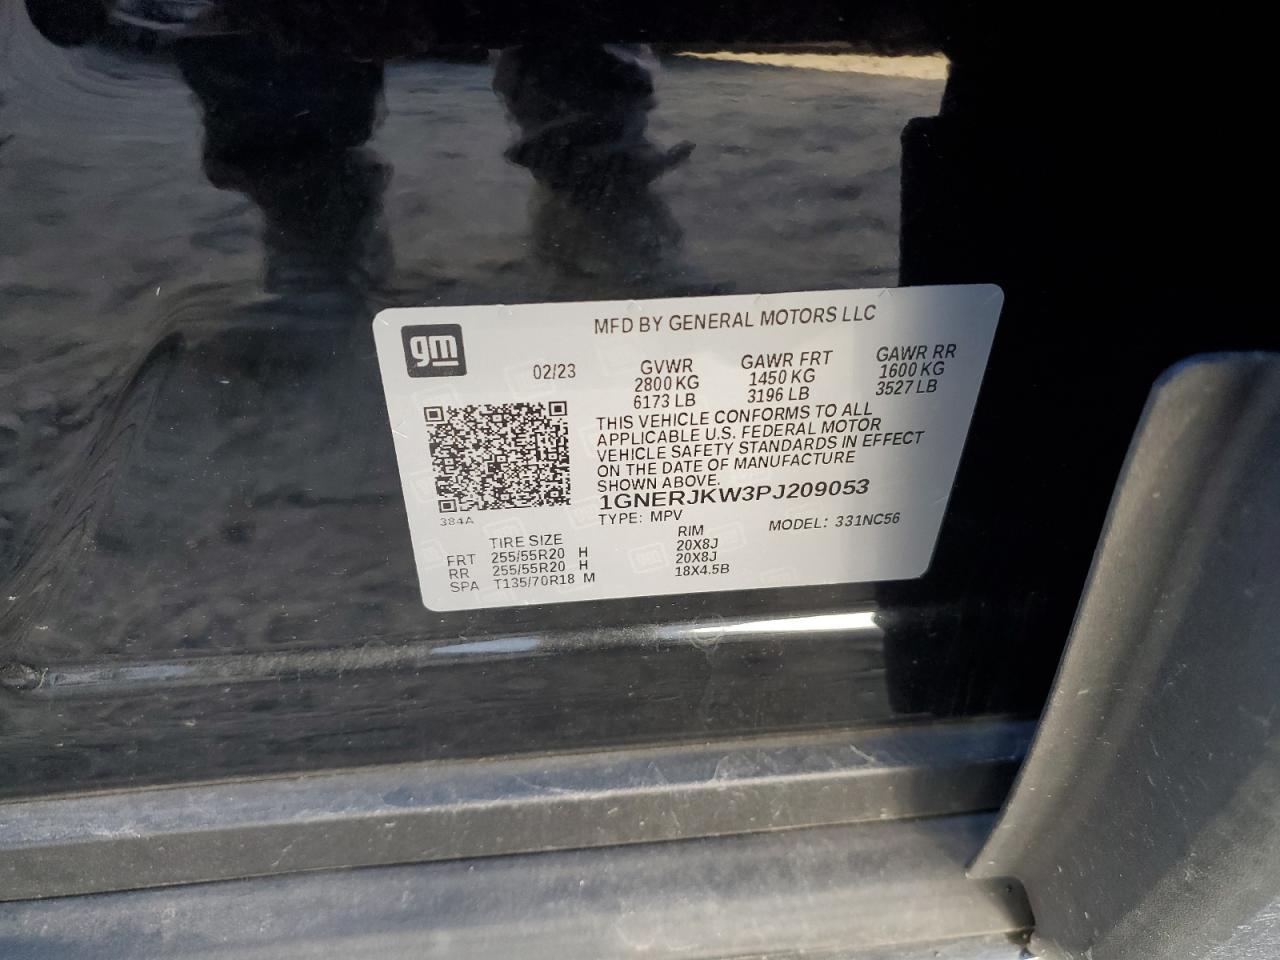 gm
MFD BY GENERAL MOTORS LLC
02/23 GVWR GAWR FRT GAWR RR
2800 KG 1450 KG 1600 KG
6173 LB 3196 LB 3527 LB
THIS VEHICLE CONFORMS TO ALL
APPLICABLE U.S. FEDERAL MOTOR
VEHICLE SAFETY STANDARDS IN EFFECT
ON THE DATE OF MANUFACTURE
SHOWN ABOVE.
1GNERJKW3PJ209053
384A
TYPE: MPV MODEL: 331NC56
TIRE SIZE RIM
FRT 255/55R20 H 20X8J
RR 255/55R20 H 20X8J
SPA T135/70R18 M 18X4.5B